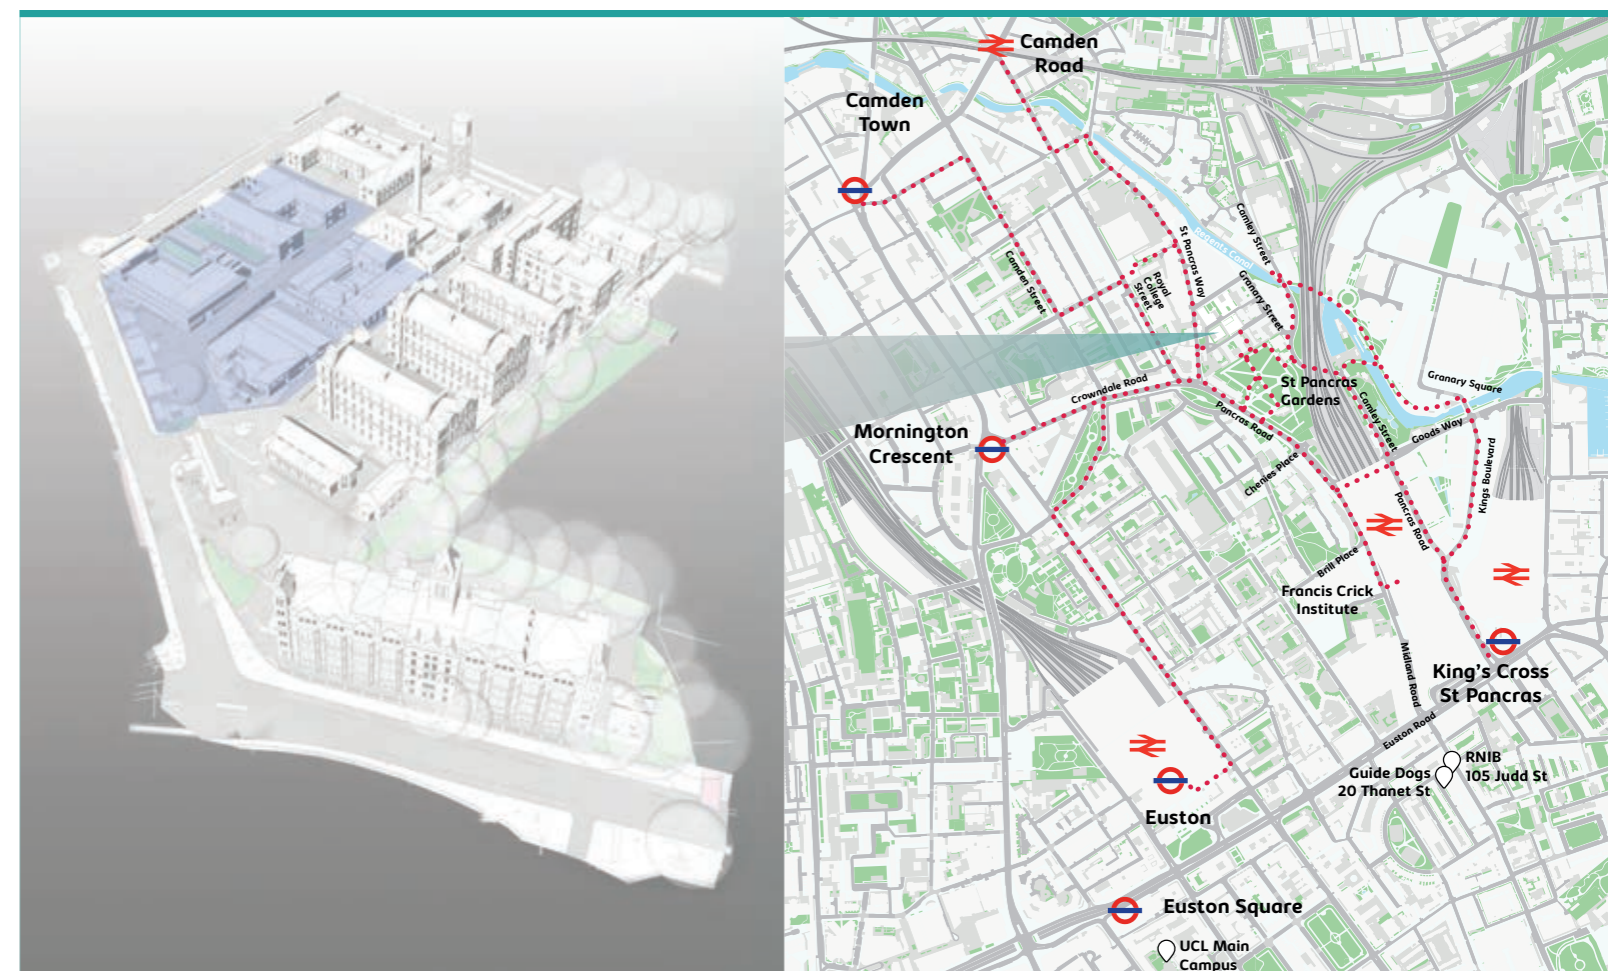 Camden
Road
Camden
Town
Camley Street
St Pancras Way
Regents Canal
Camden Street
Royal
College
Street
Granary Street
St Pancras
Gardens
Granary Square
Crowndale Road
Pancras Road
Camley Street
Goods Way
Mornington
Crescent
Chenies Place
Kings Boulevard
Pancras Road
Brill Place
Francis Crick
Institute
Midland Road
King's Cross
St Pancras
Euston Road
RNIB
105 Judd St
Guide Dogs
20 Thanet St
Euston
Euston Square
UCL Main
Campus